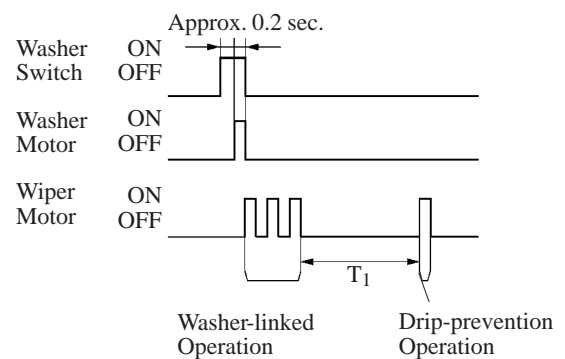 Approx. 0.2 sec.
Washer ON
Switch OFF
Washer ON
Motor OFF
Wiper ON
Motor OFF
T1
Washer-linked
Operation
Drip-prevention
Operation